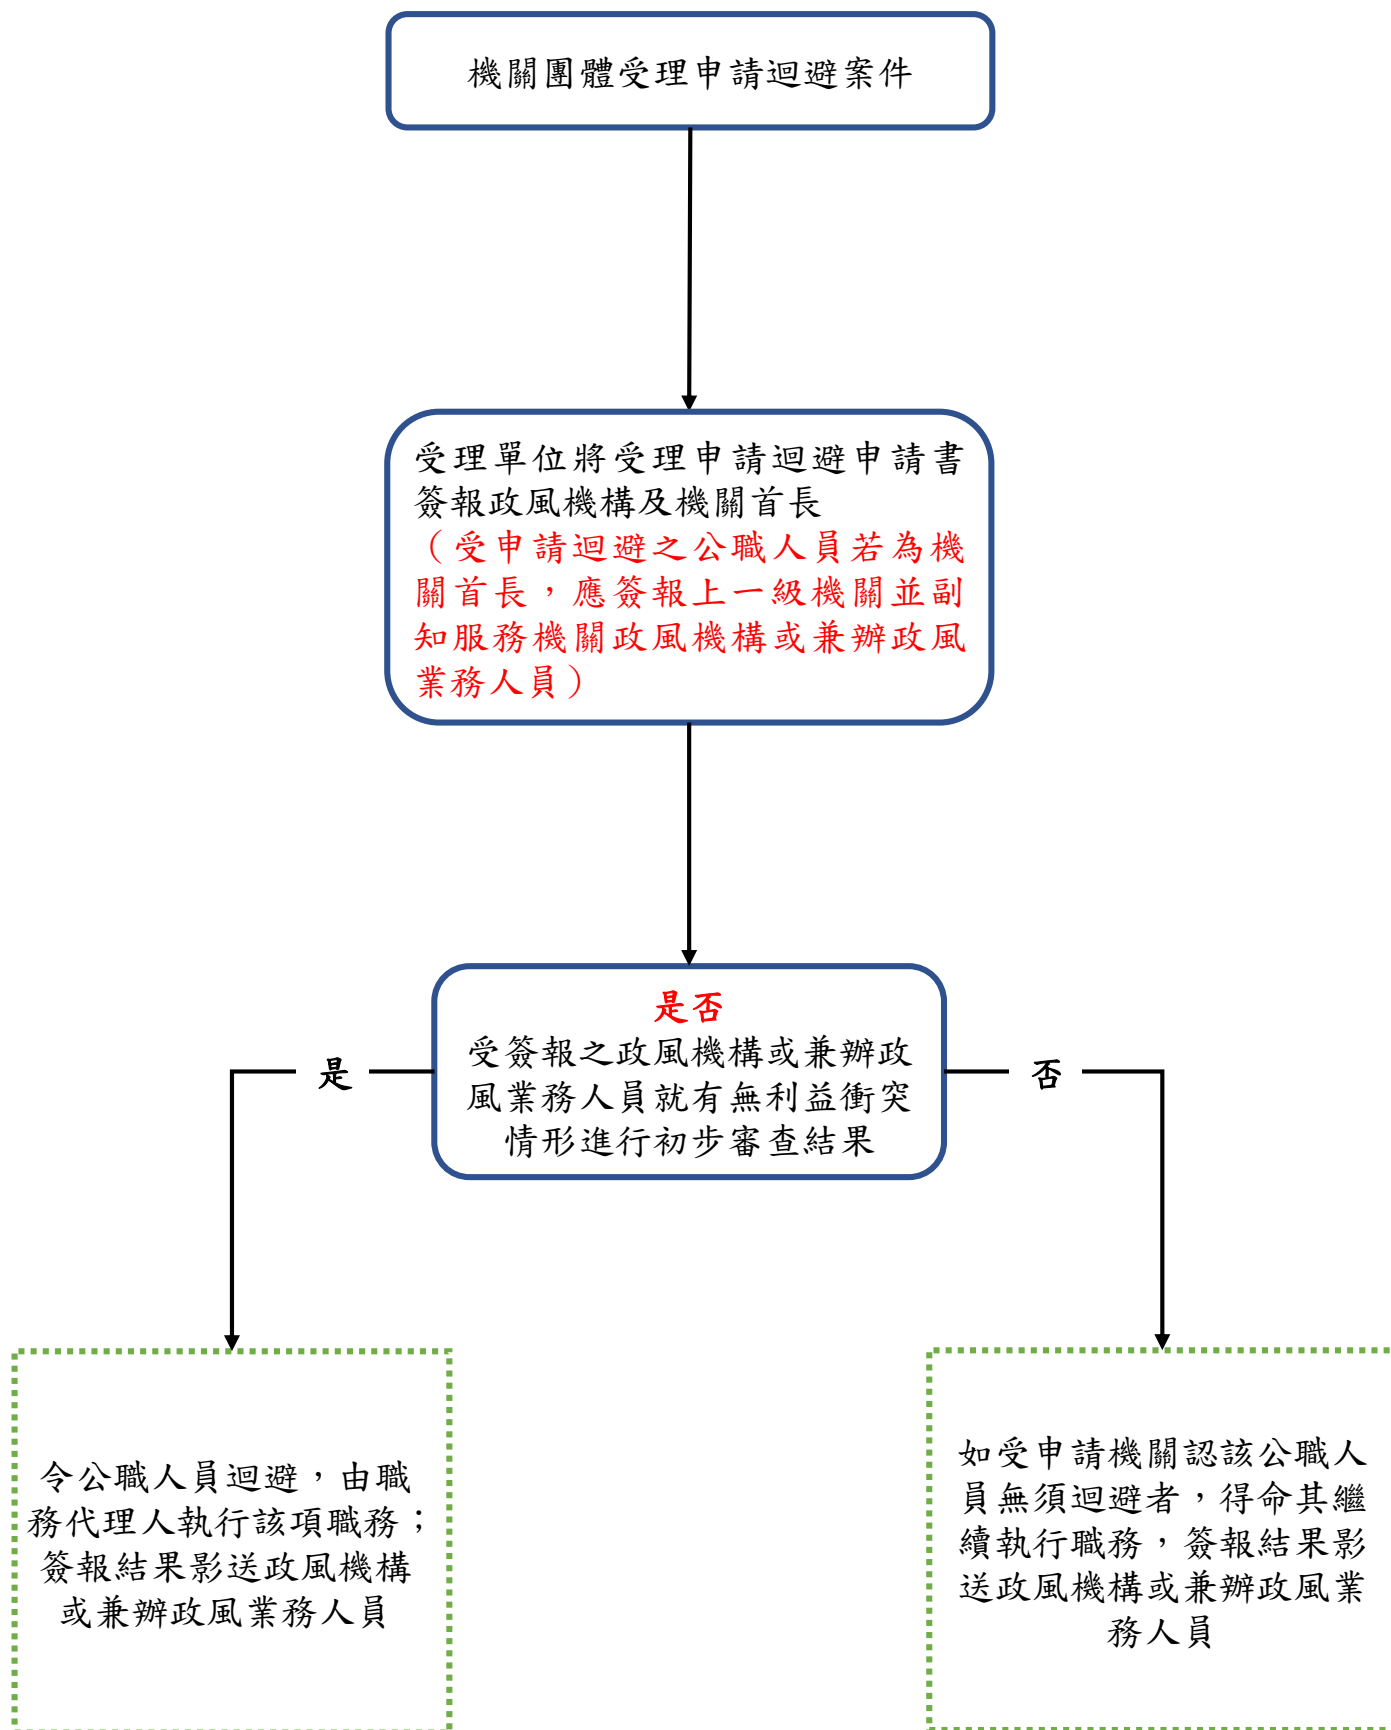 機關團體受理申請迴避案件
受理單位將受理申請迴避申請書
簽報政風機構及機關首長
（受申請迴避之公職人員若為機
關首長，應簽報上一級機關並副
知服務機關政風機構或兼辦政風
業務人員）
是否
受簽報之政風機構或兼辦政
風業務人員就有無利益衝突
情形進行初步審查結果
是
否
令公職人員迴避，由職
務代理人執行該項職務；
簽報結果影送政風機構
或兼辦政風業務人員
如受申請機關認該公職人
員無須迴避者，得命其繼
續執行職務，簽報結果影
送政風機構或兼辦政風業
務人員